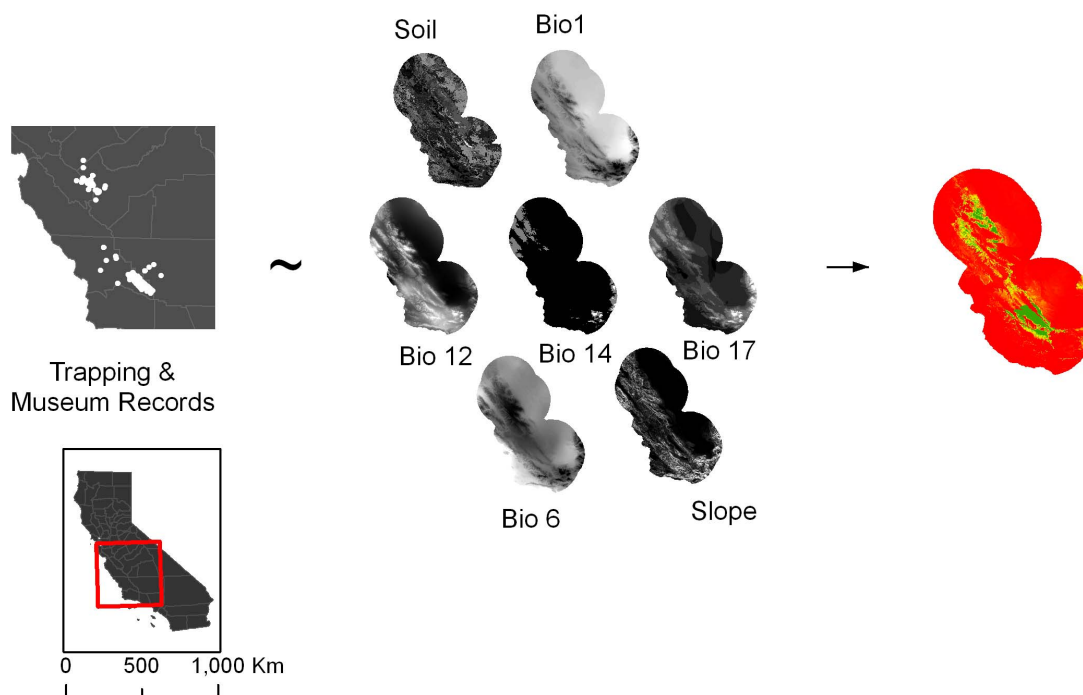 Soil
Bio1
~
Bio 12
Bio 14
Bio 17
Trapping &
Museum Records
Bio 6
Slope
0 500 1,000 Km